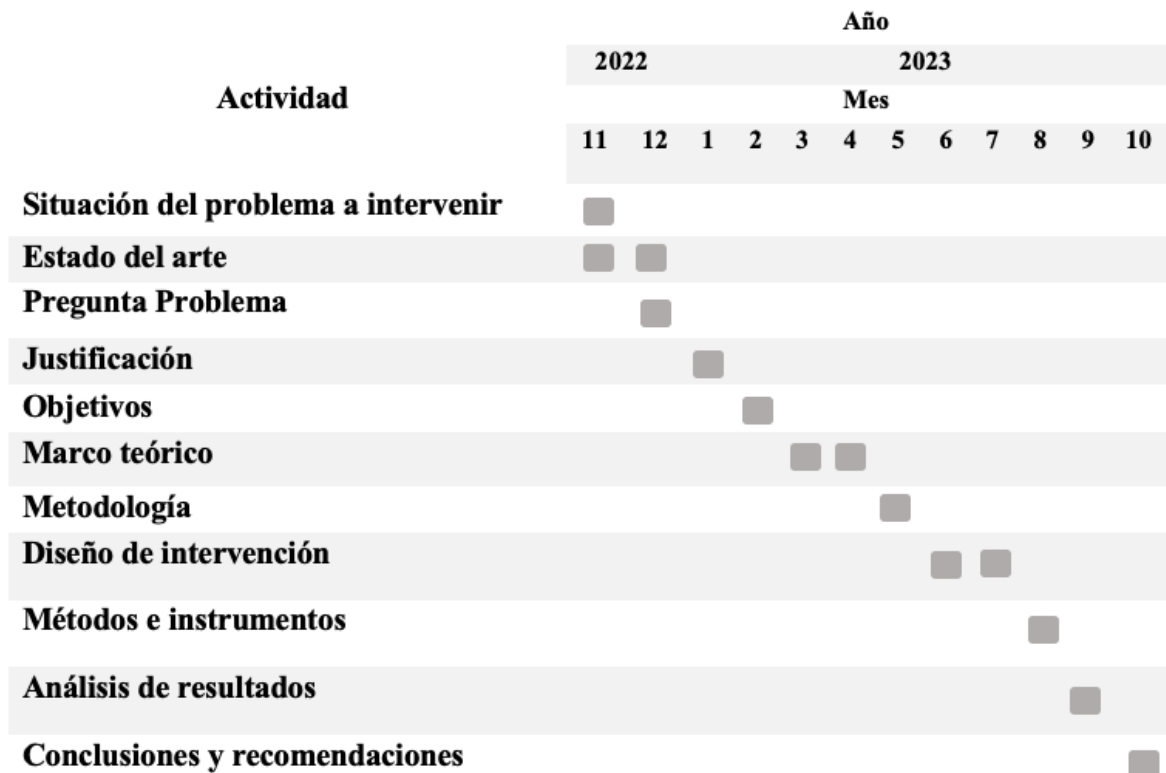 Año
2022 2023
Actividad
Mes
11 12 1 2 3 4 5 6 7 8 9 10
Situación del problema a intervenir
Estado del arte
Pregunta Problema
Justificación
Objetivos
Marco teórico
Metodología
Diseño de intervención
Métodos e instrumentos
Análisis de resultados
Conclusiones y recomendaciones